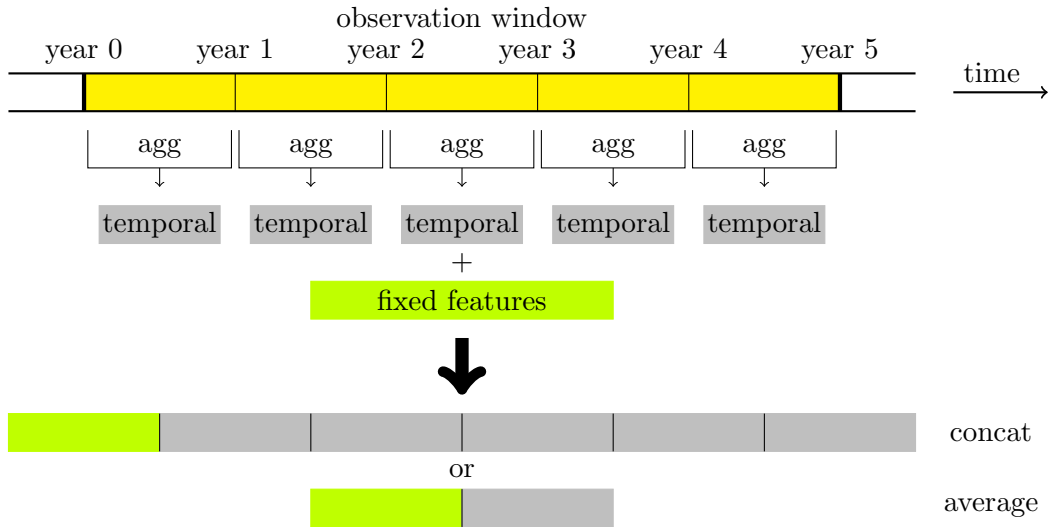 observation window
year 0 year 1 year 2 year 3 year 4 year 5
time
agg agg agg agg agg
temporal temporal temporal temporal temporal
+
fixed features
concat
or
average